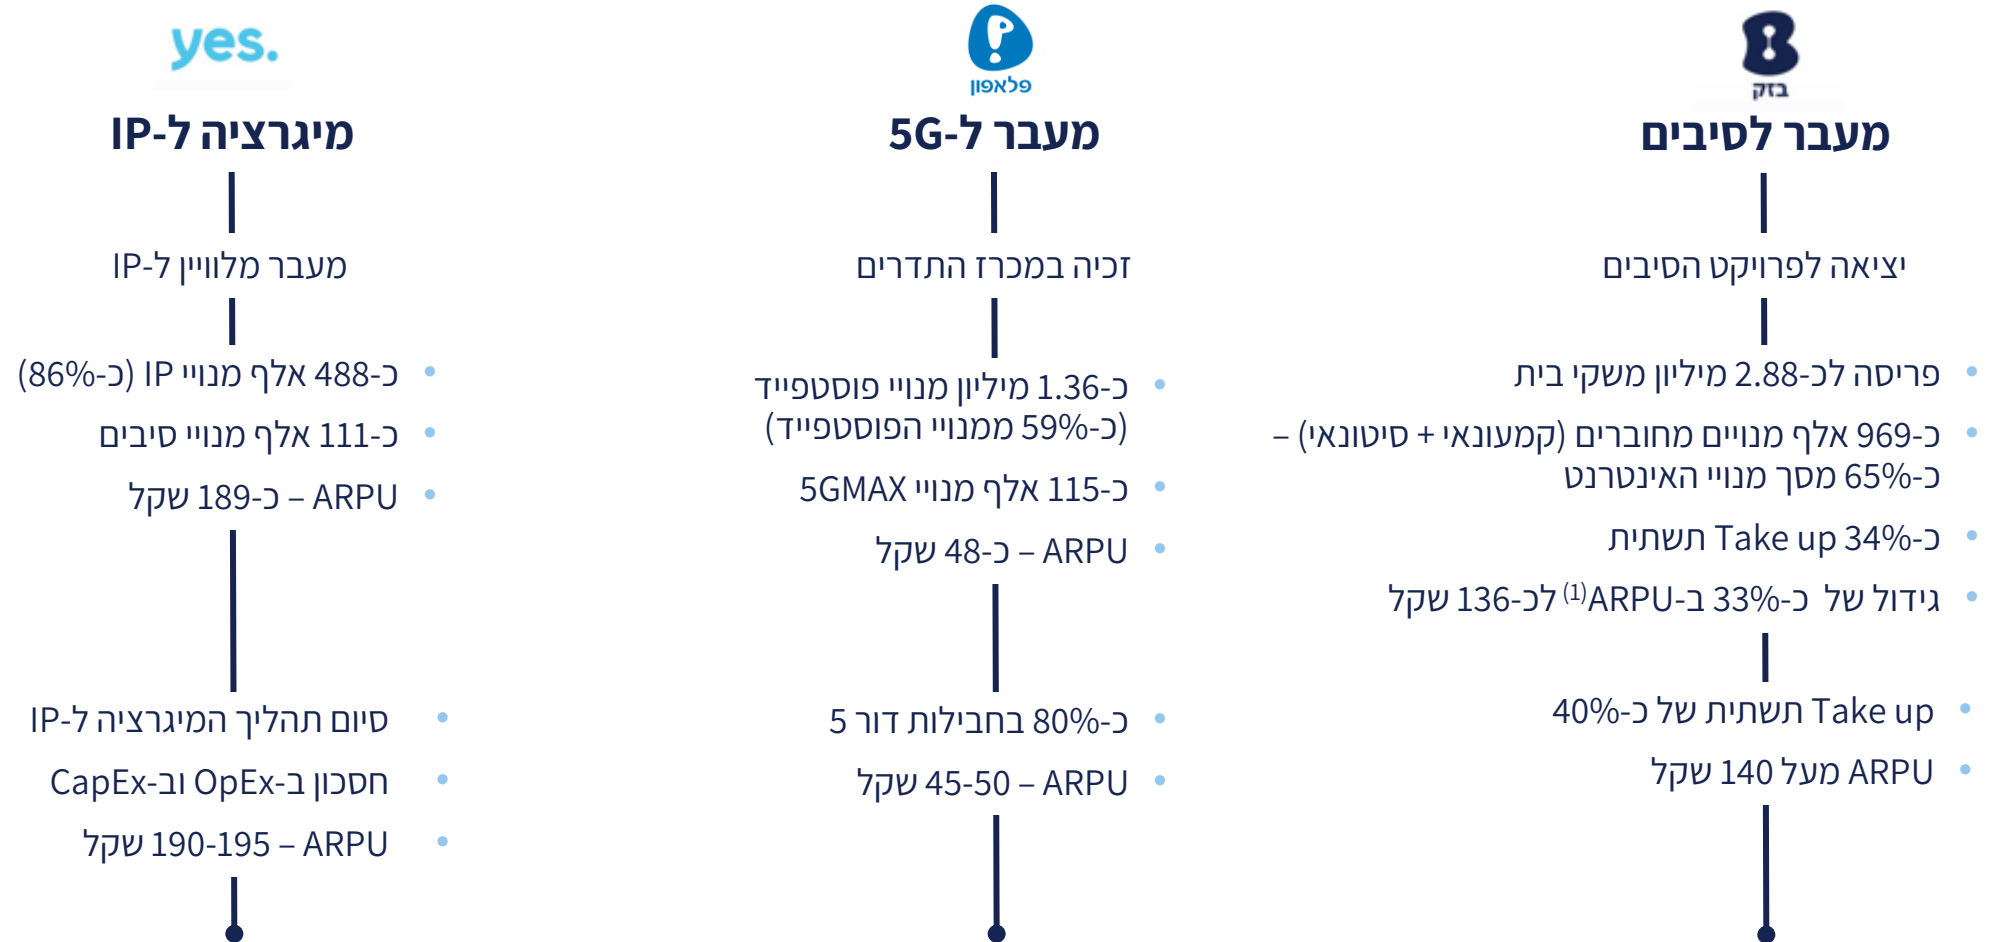 בזק
מעבר לסיבים
יציאה לפרויקט הסיבים
• פריסה לכ-2.88 מיליון משקי בית
• כ-969 אלף מנויים מחוברים (קמעונאי + סיטונאי) –
כ-65% מסך מנויי האינטרנט
• כ-34% Take up תשתית
• גידול של כ-33% ב-ARPU⁽¹⁾ לכ-136 שקל
• Take up תשתית של כ-40%
• ARPU מעל 140 שקל
פלאפון
מעבר ל-5G
זכיה במכרז התדרים
• כ-1.36 מיליון מנויי פוסטפייד
(כ-59% ממנויי הפוסטפייד)
• כ-115 אלף מנויי 5GMAX
• ARPU – כ-48 שקל
• כ-80% בחבילות דור 5
• ARPU – 45-50 שקל
yes.
מיגרציה ל-IP
מעבר מלוויין ל-IP
• כ-488 אלף מנויי IP (כ-86%)
• כ-111 אלף מנויי סיבים
• ARPU – כ-189 שקל
• סיום תהליך המיגרציה ל-IP
• חסכון ב-OpEx וב-CapEx
• ARPU – 190-195 שקל